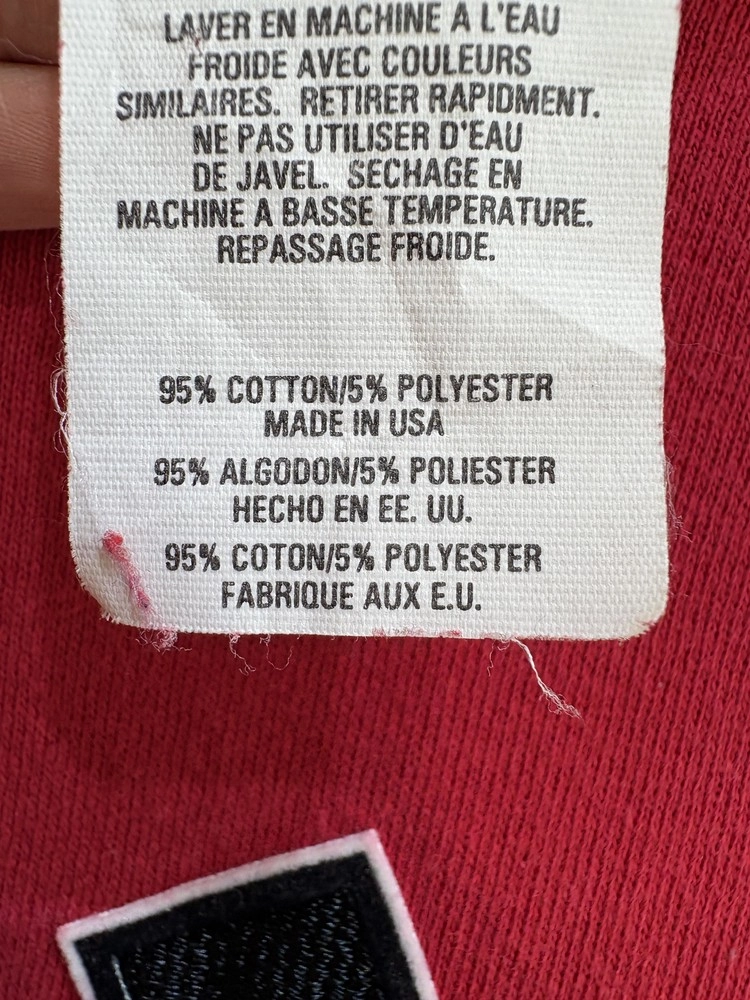 LAVER EN MACHINE A L'EAU
FROIDE AVEC COULEURS
SIMILAIRES. RETIRER RAPIDMENT.
NE PAS UTILISER D'EAU
DE JAVEL. SECHAGE EN
MACHINE A BASSE TEMPERATURE.
REPASSAGE FROIDE.
95% COTTON/5% POLYESTER
MADE IN USA
95% ALGODON/5% POLIESTER
HECHO EN EE. UU.
95% COTON/5% POLYESTER
FABRIQUE AUX E.U.